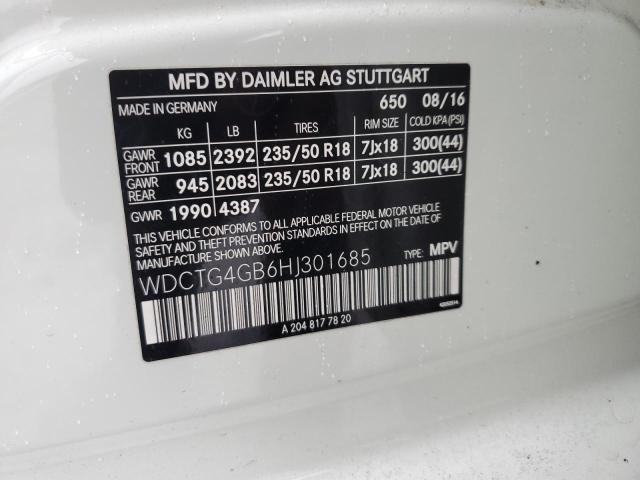 MFD BY DAIMLER AG STUTTGART
MADE IN GERMANY 650 08/16
KG LB TIRES RIM SIZE COLD KPA(PSI)
GAWR FRONT 1085 2392 235/50 R18 7Jx18 300(44)
GAWR REAR 945 2083 235/50 R18 7Jx18 300(44)
GVWR 1990 4387
THIS VEHICLE CONFORMS TO ALL APPLICABLE FEDERAL MOTOR VEHICLE
SAFETY AND THEFT PREVENTION STANDARDS IN EFFECT ON THE DATE OF
MANUFACTURING SHOWN ABOVE.
WDCTG4GB6HJ301685 TYPE: MPV
A 204 817 78 20